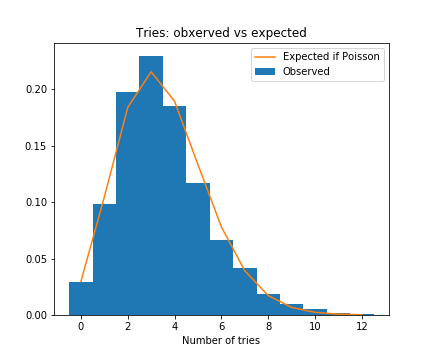 Tries: obxerved vs expected
Expected if Poisson
Observed
0.20
0.15
0.10
0.05
0.00
0 2 4 6 8 10 12
Number of tries